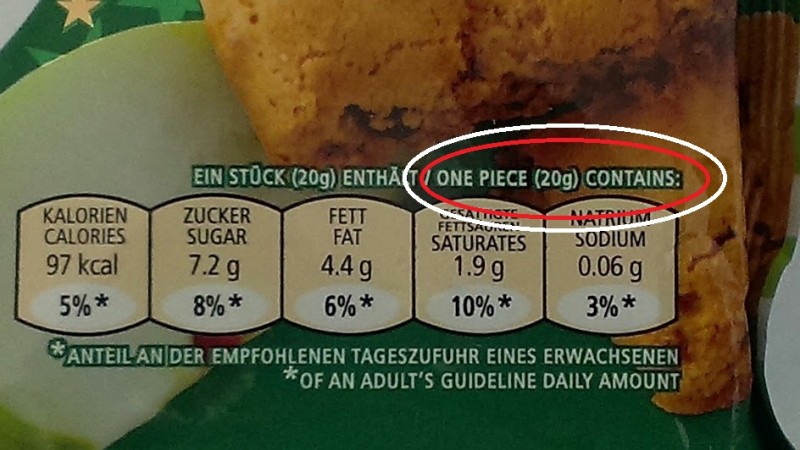 EIN STÜCK (20g) ENTHÄLT / ONE PIECE (20g) CONTAINS:
KALORIEN
CALORIES
97 kcal
5%*
ZUCKER
SUGAR
7.2 g
8%*
FETT
FAT
4.4 g
6%*
GESÄTTIGTE
FETTSÄUREN
SATURATES
1.9 g
10%*
NATRIUM
SODIUM
0.06 g
3%*
*ANTEIL AN DER EMPFOHLENEN TAGESZUFUHR EINES ERWACHSENEN
*OF AN ADULT'S GUIDELINE DAILY AMOUNT